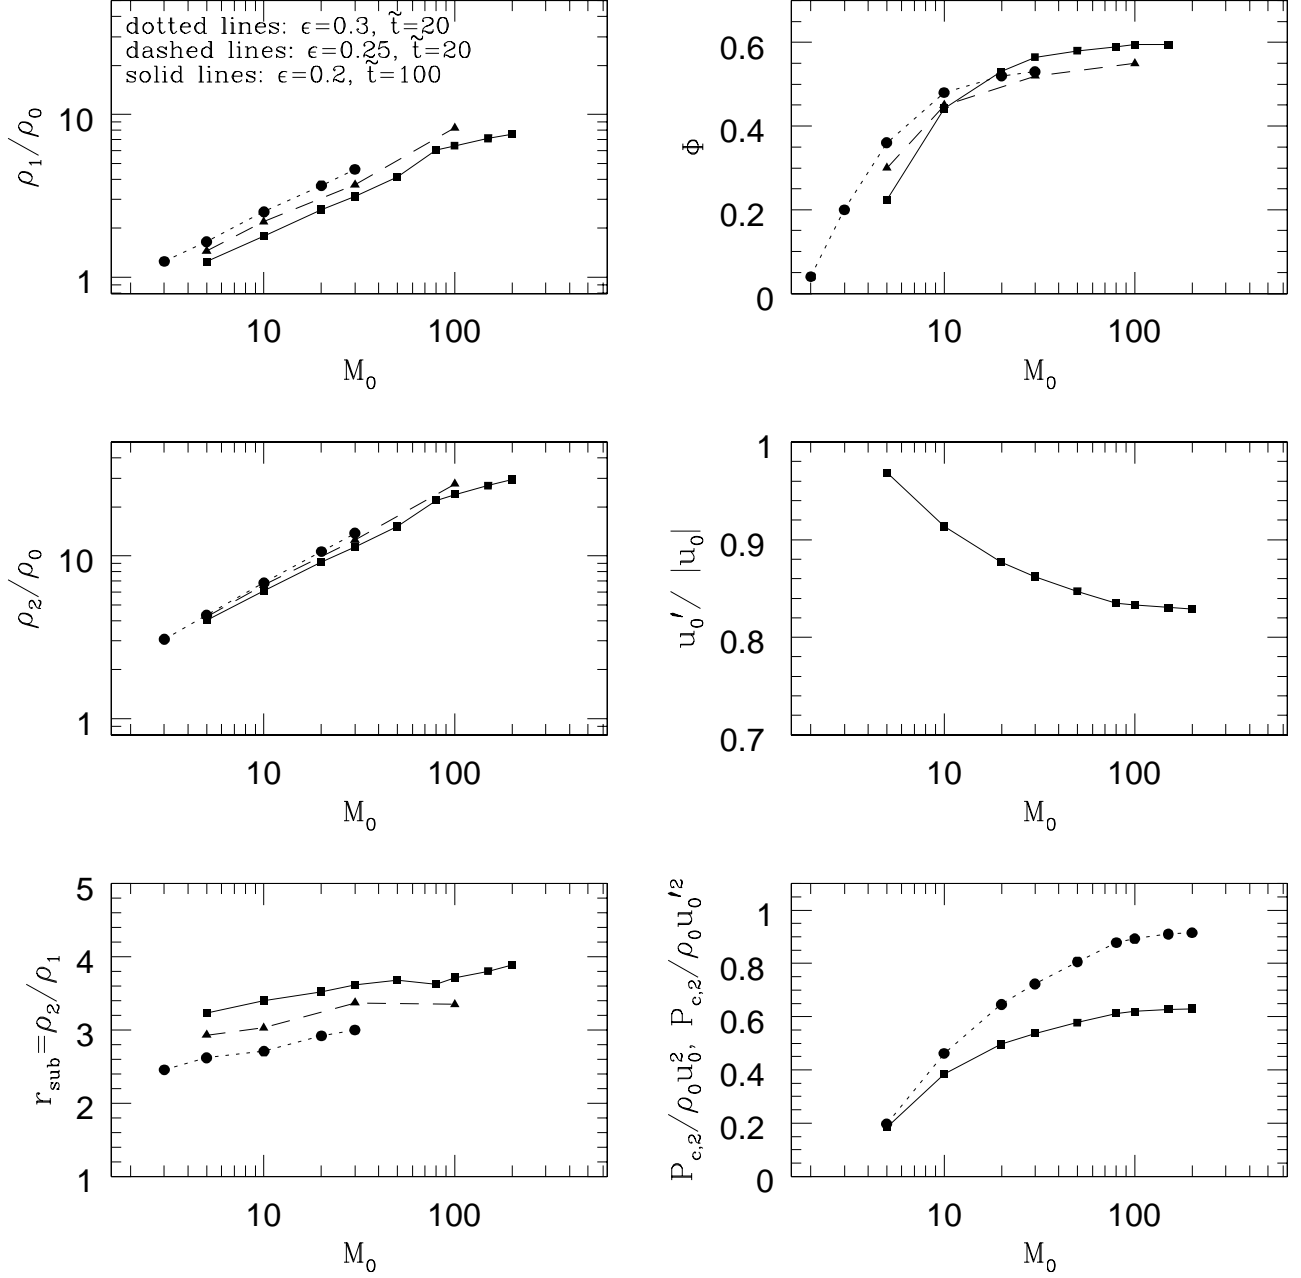 dotted lines: ϵ=0.3, t̃=20
dashed lines: ϵ=0.25, t̃=20
solid lines: ϵ=0.2, t̃=100
ρ₁/ρ₀
10
1
10 100
M₀
Φ
0.6
0.4
0.2
0
10 100
M₀
ρ₂/ρ₀
10
1
10 100
M₀
u₀′/ |u₀|
1
0.9
0.8
0.7
10 100
M₀
r_sub=ρ₂/ρ₁
5
4
3
2
1
10 100
M₀
P_c,2/ρ₀u₀², P_c,2/ρ₀u₀′²
1
0.8
0.6
0.4
0.2
0
10 100
M₀